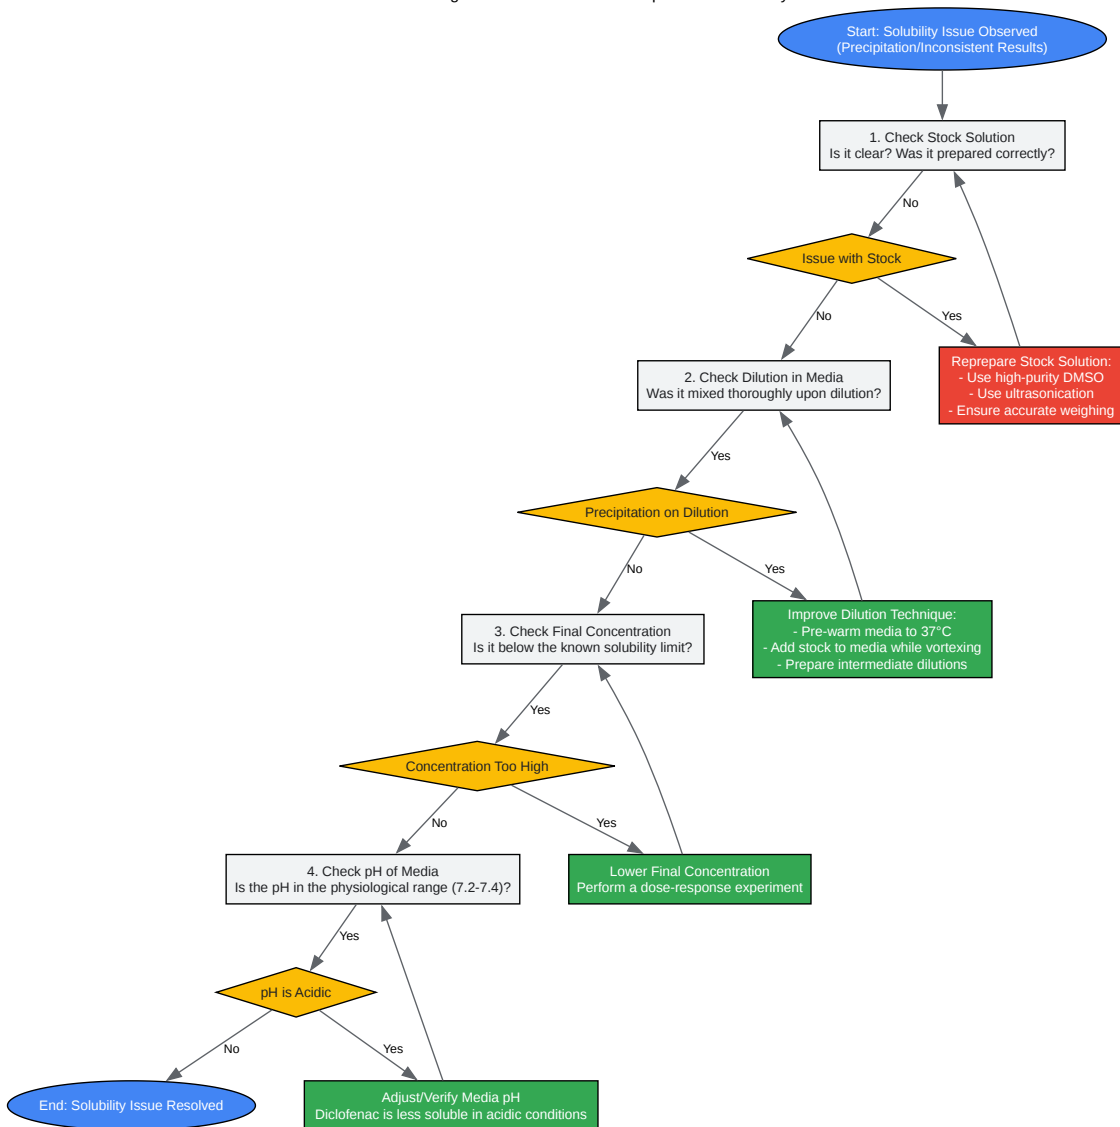 Start: Solubility Issue Observed
(Precipitation/Inconsistent Results)
1. Check Stock Solution
Is it clear? Was it prepared correctly?
No
Issue with Stock
No
Yes
Reprepare Stock Solution:
- Use high-purity DMSO
- Use ultrasonication
- Ensure accurate weighing
2. Check Dilution in Media
Was it mixed thoroughly upon dilution?
Yes
Precipitation on Dilution
No
Yes
Improve Dilution Technique:
- Pre-warm media to 37°C
- Add stock to media while vortexing
- Prepare intermediate dilutions
3. Check Final Concentration
Is it below the known solubility limit?
Yes
Concentration Too High
No
Yes
Lower Final Concentration
Perform a dose-response experiment
4. Check pH of Media
Is the pH in the physiological range (7.2-7.4)?
Yes
pH is Acidic
No
Yes
End: Solubility Issue Resolved
Adjust/Verify Media pH
Diclofenac is less soluble in acidic conditions